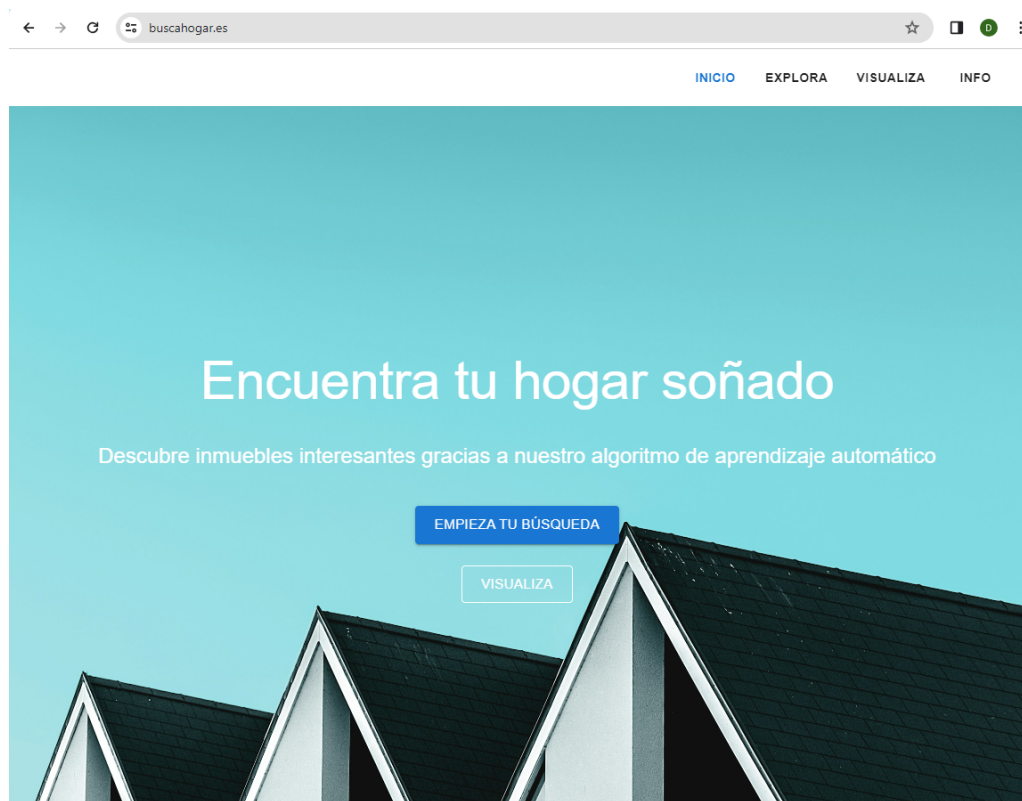 buscahogar.es
D
INICIO EXPLORA VISUALIZA INFO
Encuentra tu hogar soñado
Descubre inmuebles interesantes gracias a nuestro algoritmo de aprendizaje automático
EMPIEZA TU BÚSQUEDA
VISUALIZA